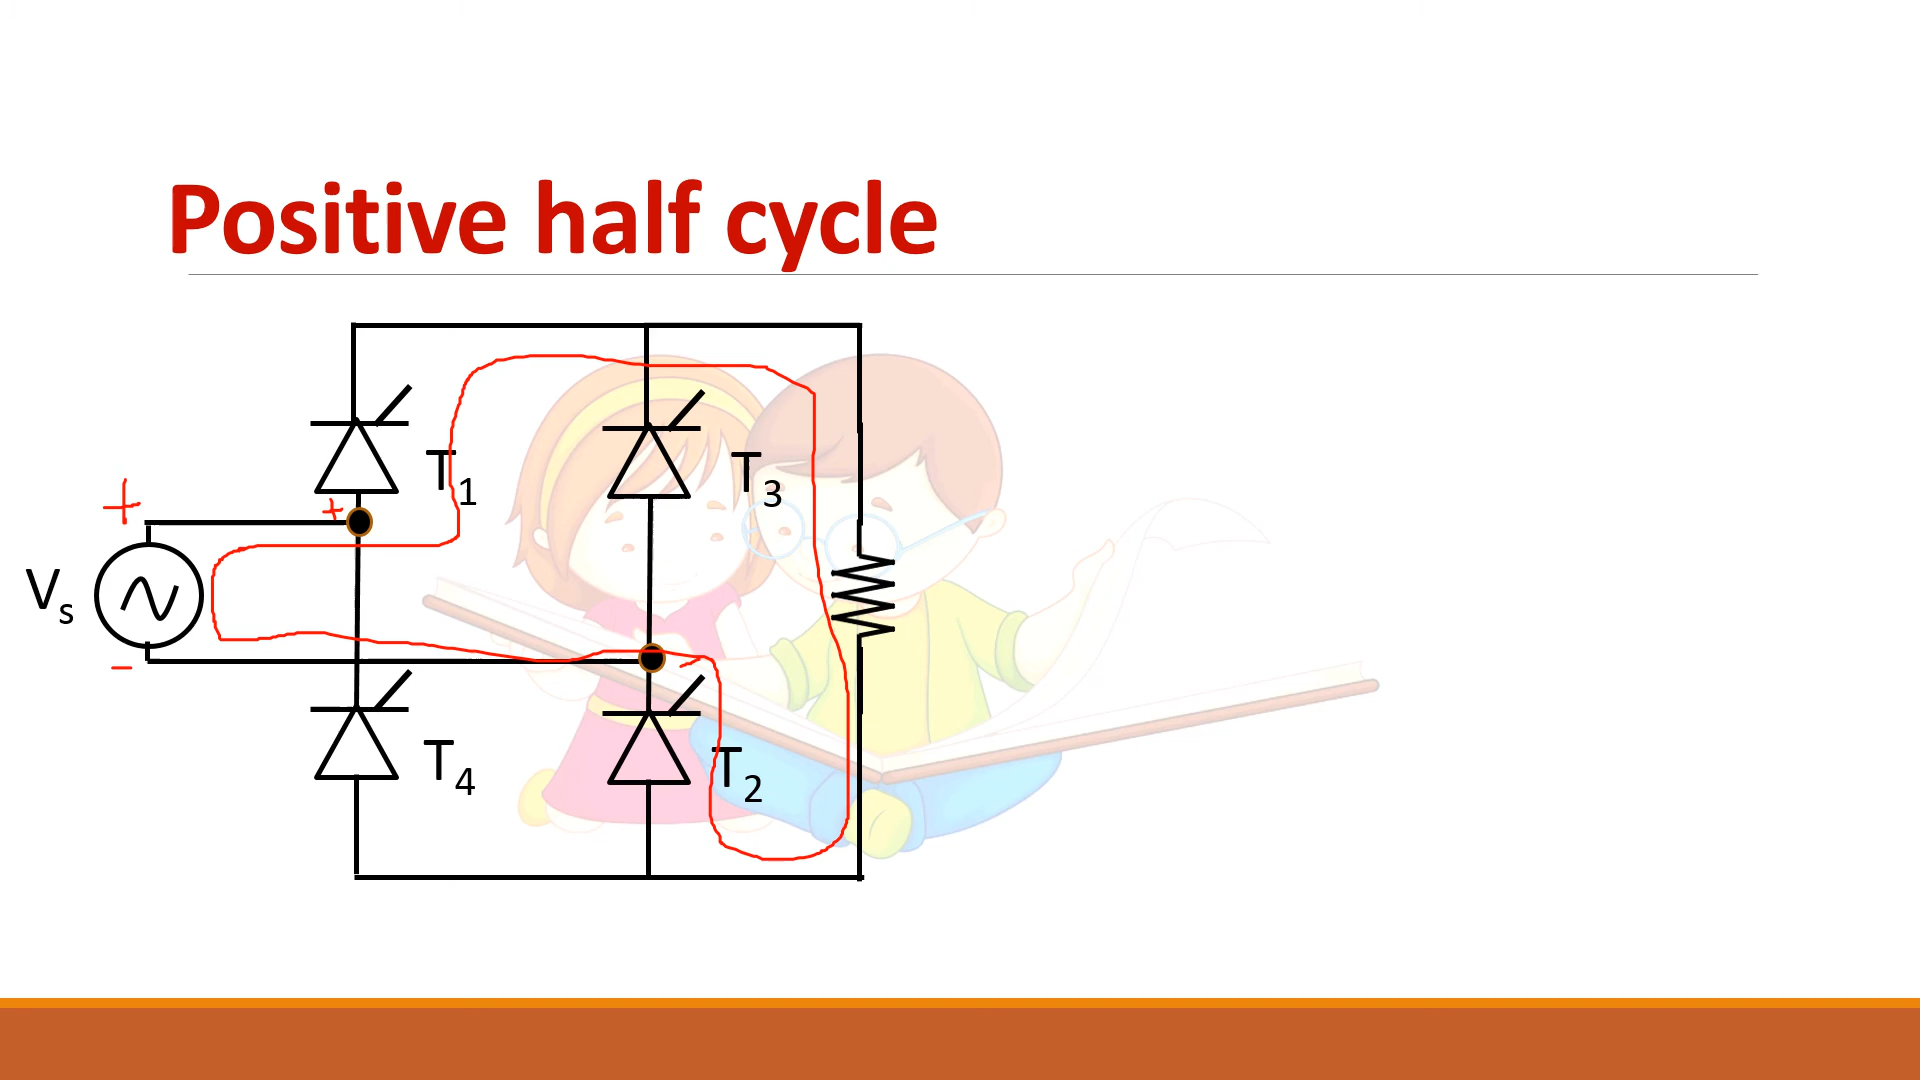 Positive half cycle
T1
T3
+
+
Vs
−
−
T4
T2